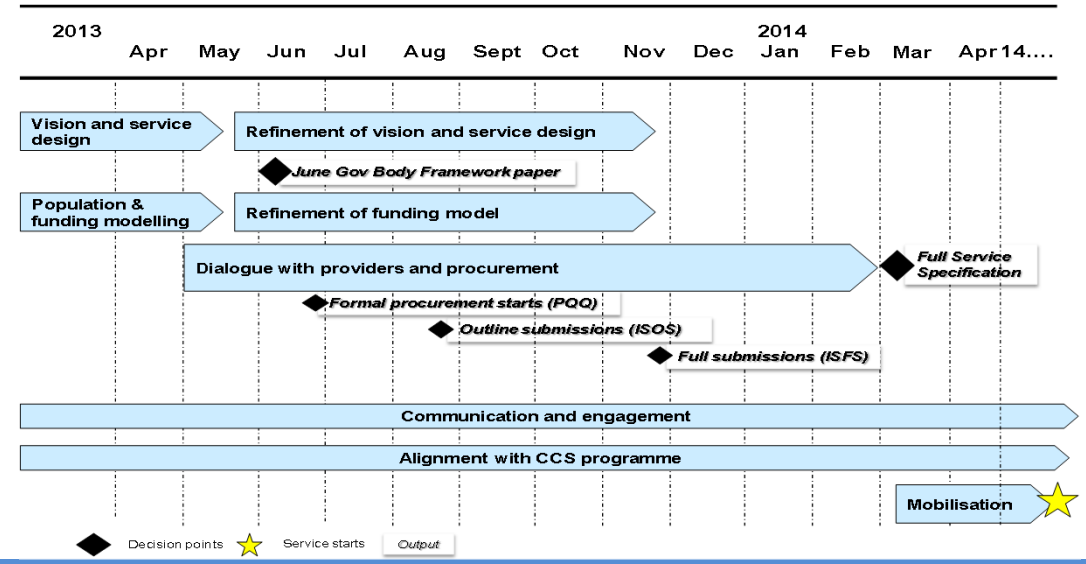 2013
2014
Apr May Jun Jul Aug Sept Oct Nov Dec Jan Feb Mar Apr 14....
Vision and service
design
Refinement of vision and service design
June Gov Body Framework paper
Population &
funding modelling
Refinement of funding model
Dialogue with providers and procurement
Full Service
Specification
Formal procurement starts (PQQ)
Outline submissions (ISOS)
Full submissions (ISFS)
Communication and engagement
Alignment with CCS programme
Mobilisation
Decision points
Service starts
Output